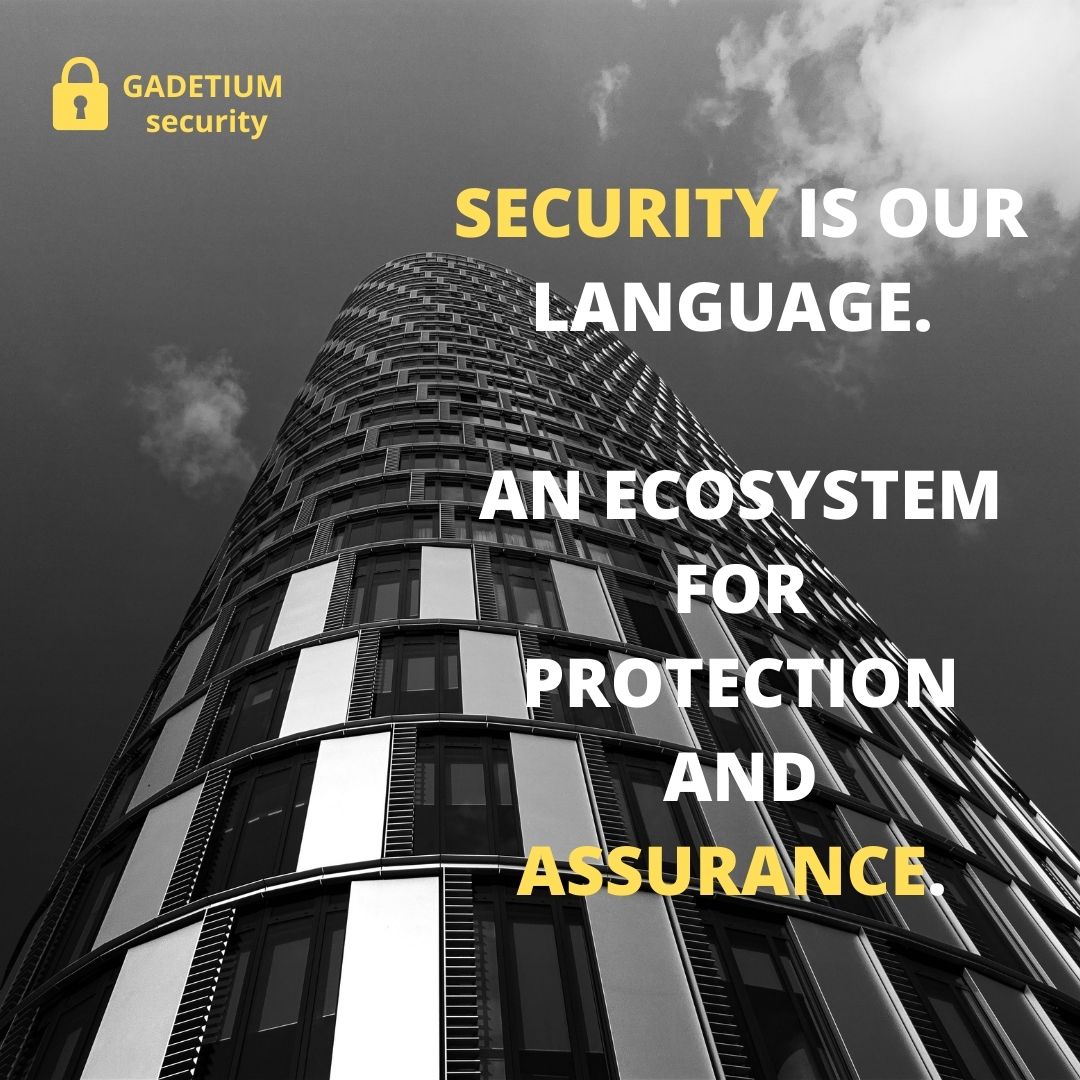 GADETIUM
security
SECURITY IS OUR
LANGUAGE.
AN ECOSYSTEM
FOR
PROTECTION
AND
ASSURANCE.